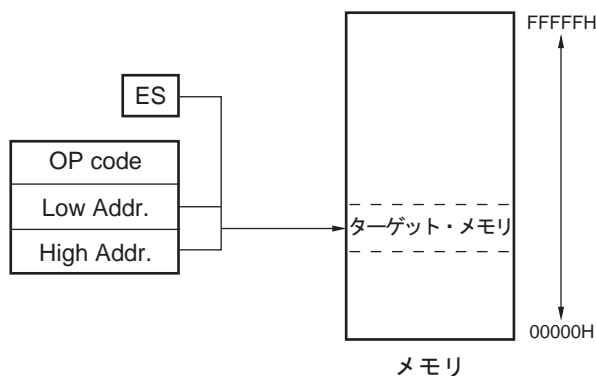 FFFFFH
ES
OP code
Low Addr.
High Addr.
ターゲット・メモリ
00000H
メモリ